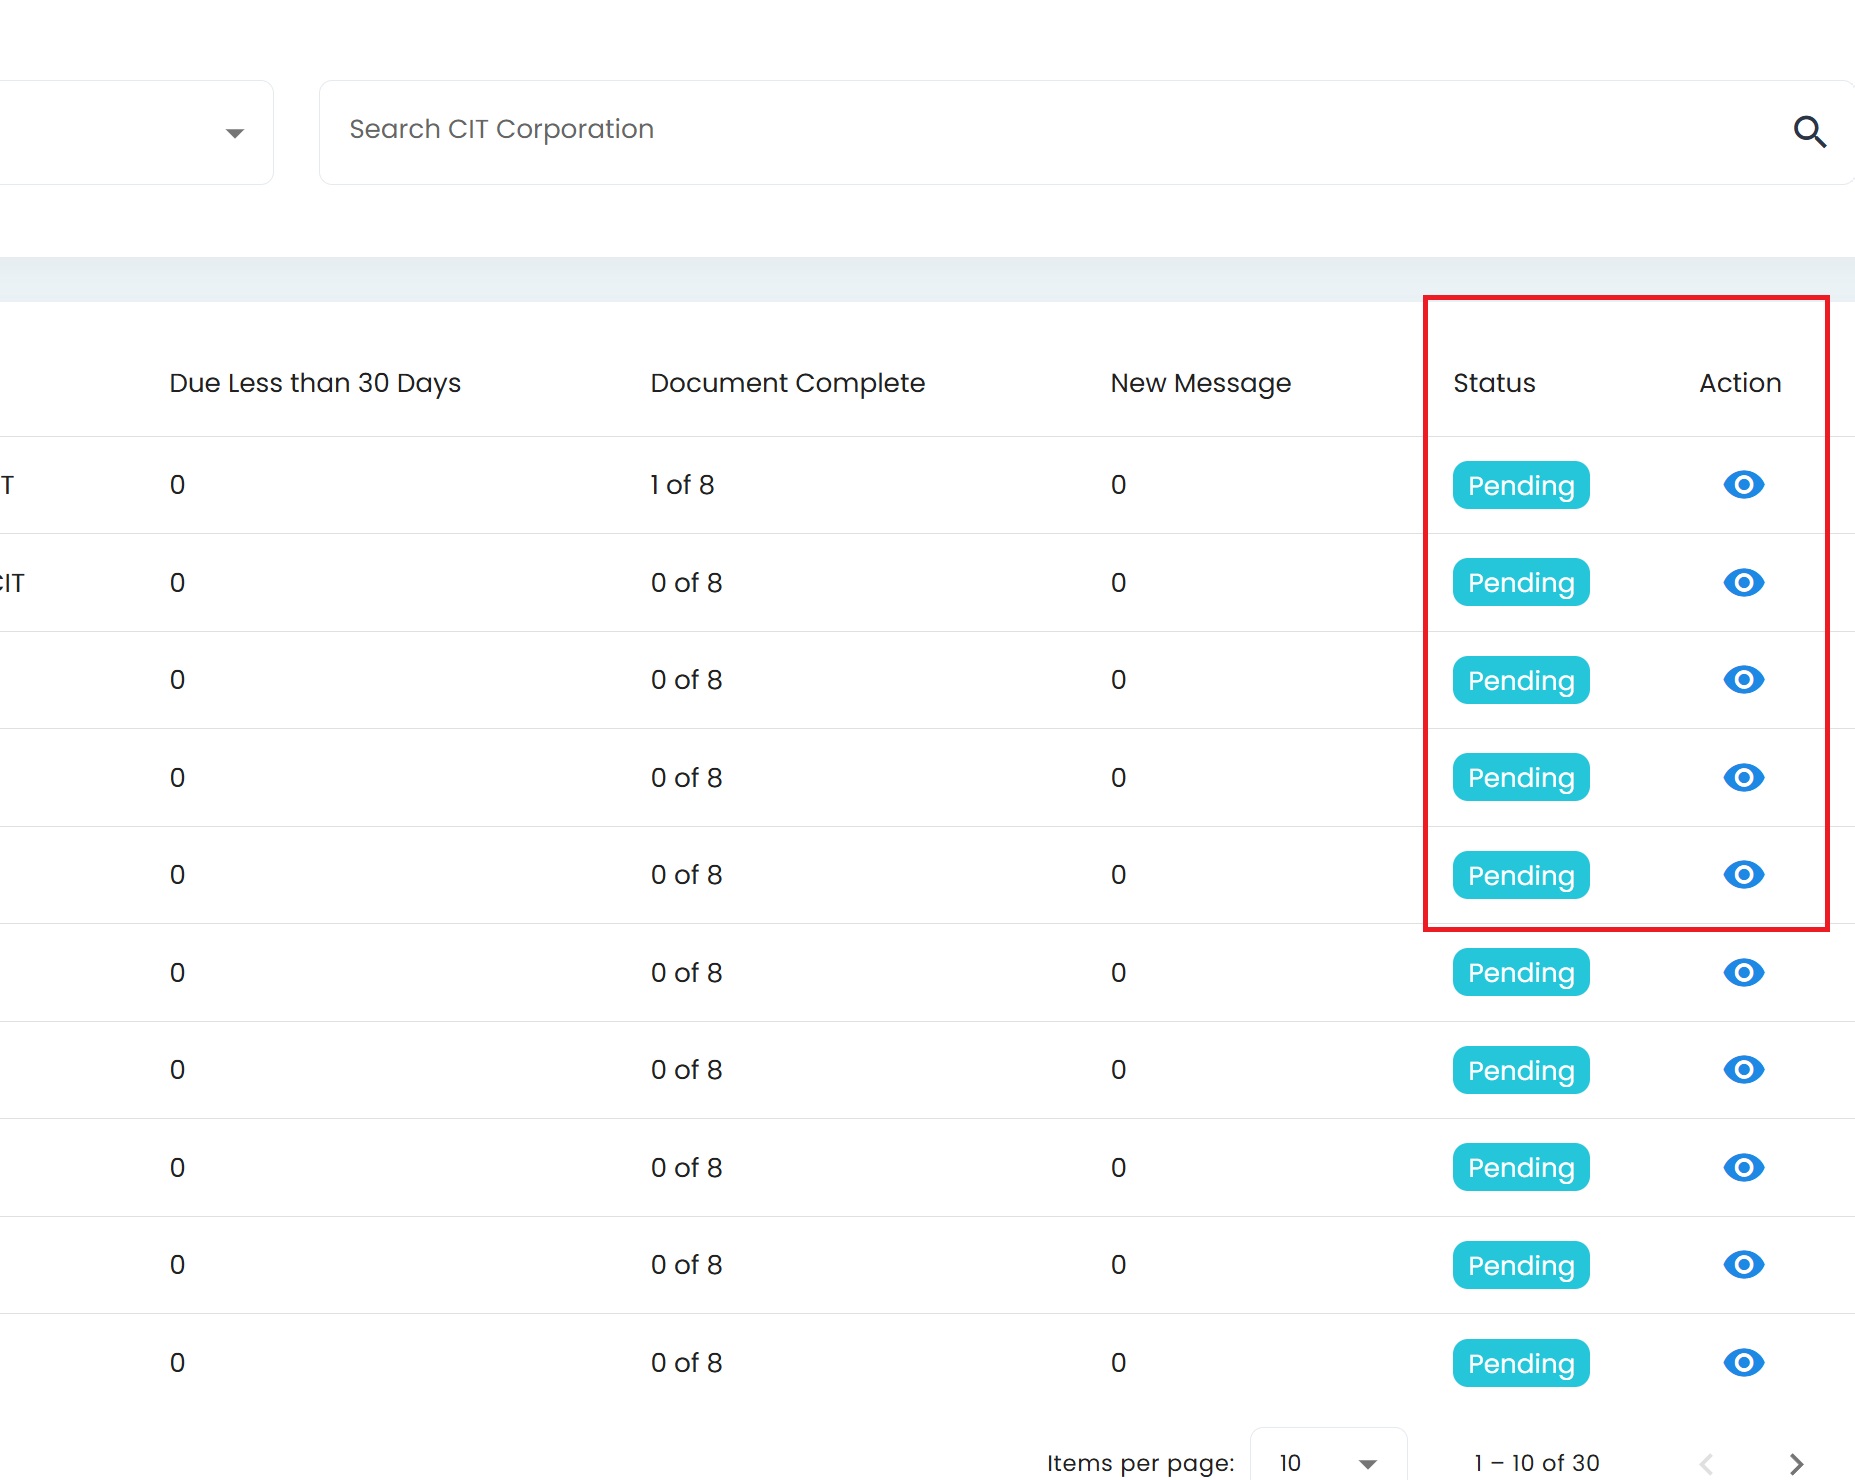 Search CIT Corporation
Due Less than 30 Days Document Complete New Message Status Action
T 0 1 of 8 0 Pending
CIT 0 0 of 8 0 Pending
0 0 of 8 0 Pending
0 0 of 8 0 Pending
0 0 of 8 0 Pending
0 0 of 8 0 Pending
0 0 of 8 0 Pending
0 0 of 8 0 Pending
0 0 of 8 0 Pending
0 0 of 8 0 Pending
Items per page: 10 1 – 10 of 30